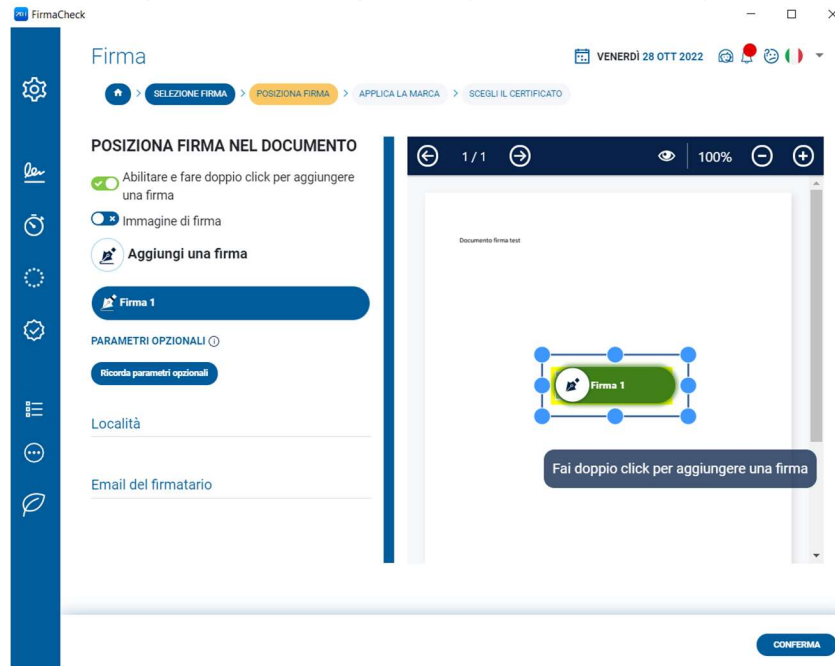 FirmaCheck
Firma
VENERDÌ 28 OTT 2022
SELEZIONE FIRMA > POSIZIONA FIRMA > APPLICA LA MARCA > SCEGLI IL CERTIFICATO
POSIZIONA FIRMA NEL DOCUMENTO
Abilitare e fare doppio click per aggiungere
una firma
Immagine di firma
Aggiungi una firma
Firma 1
PARAMETRI OPZIONALI
Ricorda parametri opzionali
Località
Email del firmatario
1 / 1
100%
Documento firma test
Firma 1
Fai doppio click per aggiungere una firma
CONFERMA